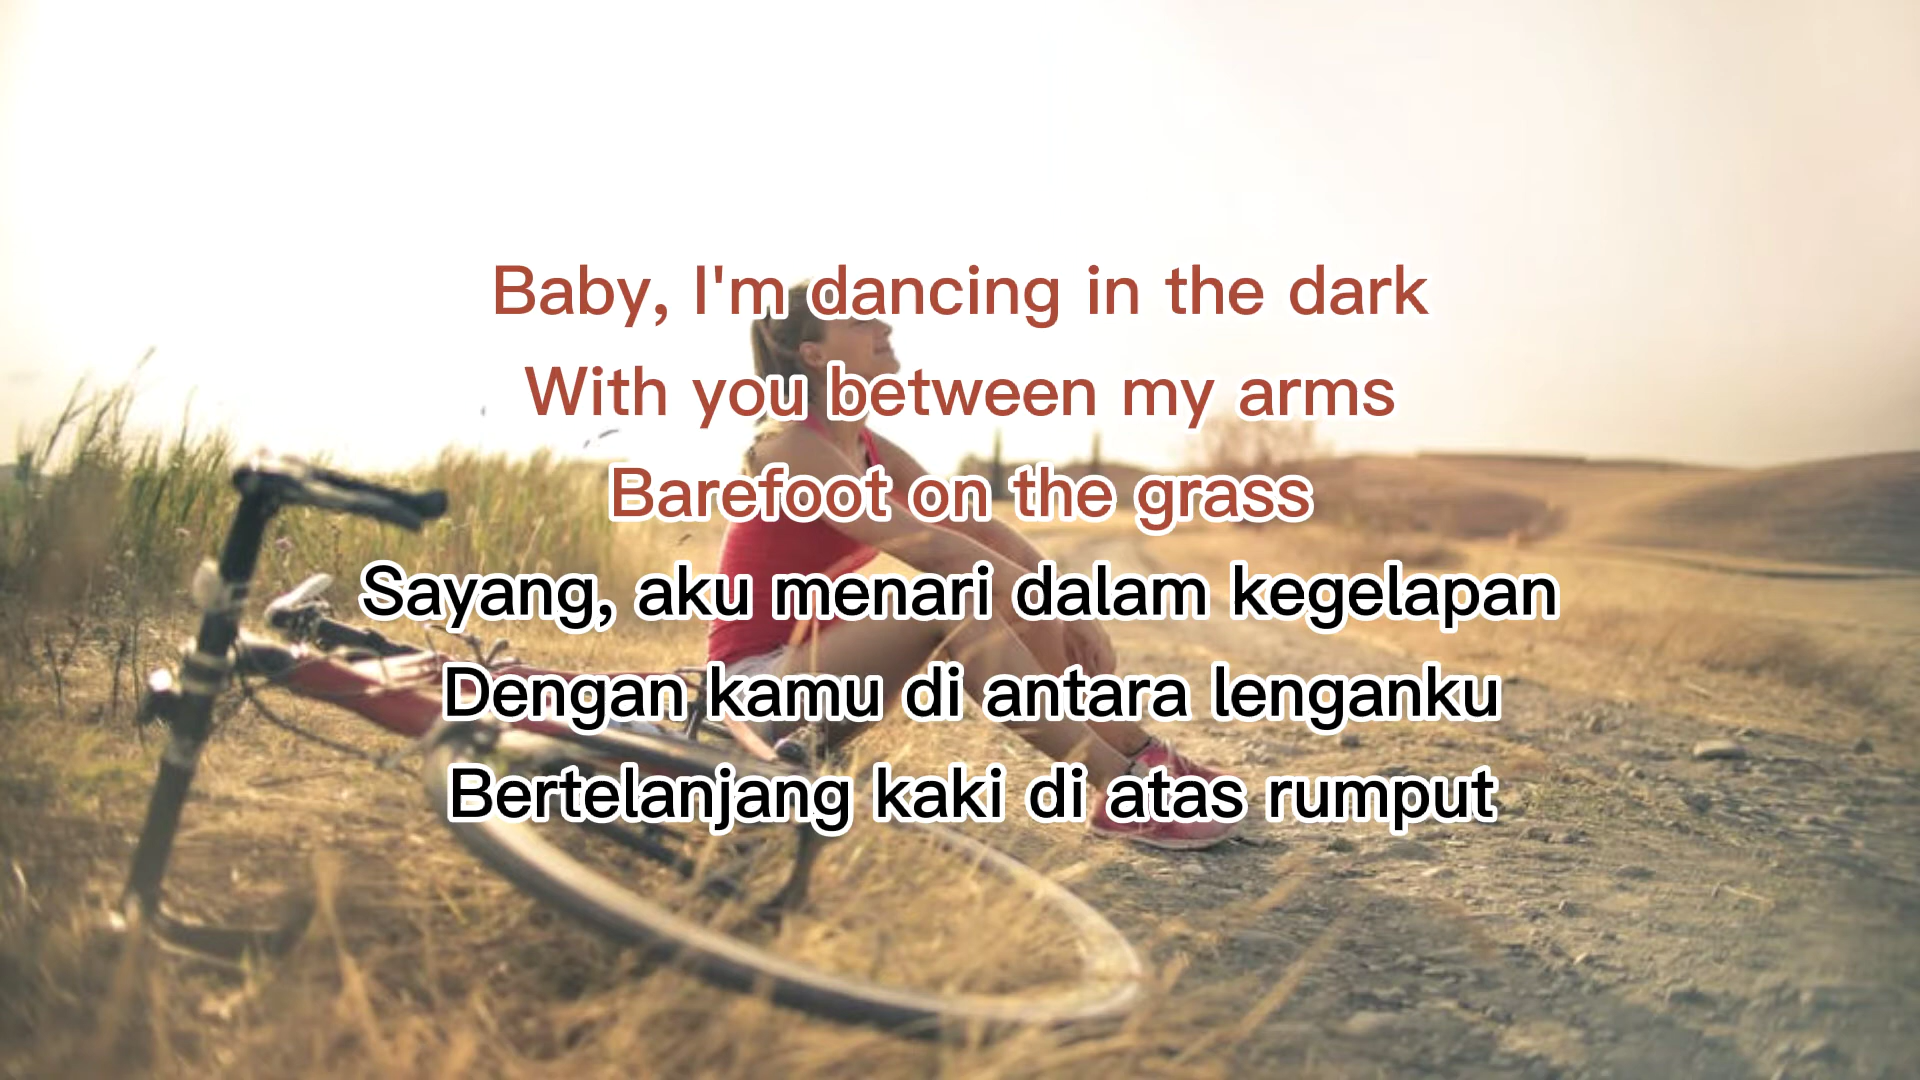 Baby, I'm dancing in the dark
With you between my arms
Barefoot on the grass
Sayang, aku menari dalam kegelapan
Dengan kamu di antara lenganku
Bertelanjang kaki di atas rumput